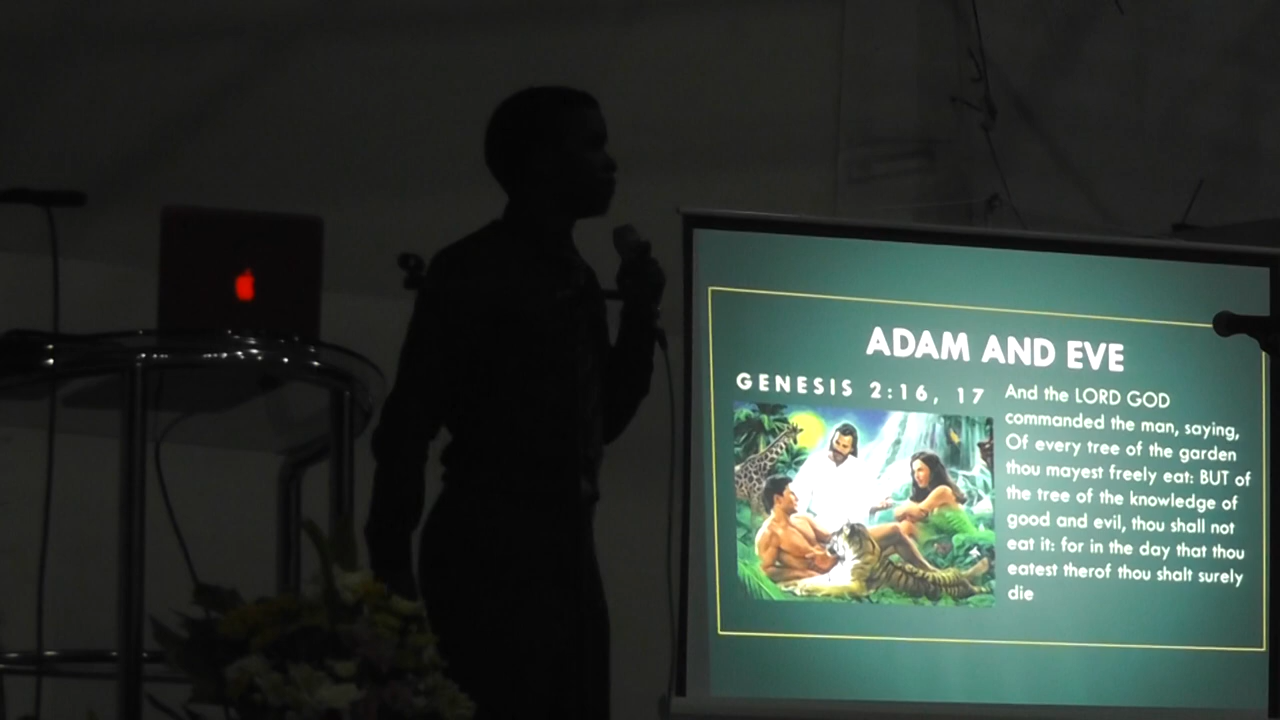 ADAM AND EVE
GENESIS 2:16, 17
And the LORD GOD
commanded the man, saying,
Of every tree of the garden
thou mayest freely eat: BUT of
the tree of the knowledge of
good and evil, thou shall not
eat it: for in the day that thou
eatest therof thou shalt surely
die